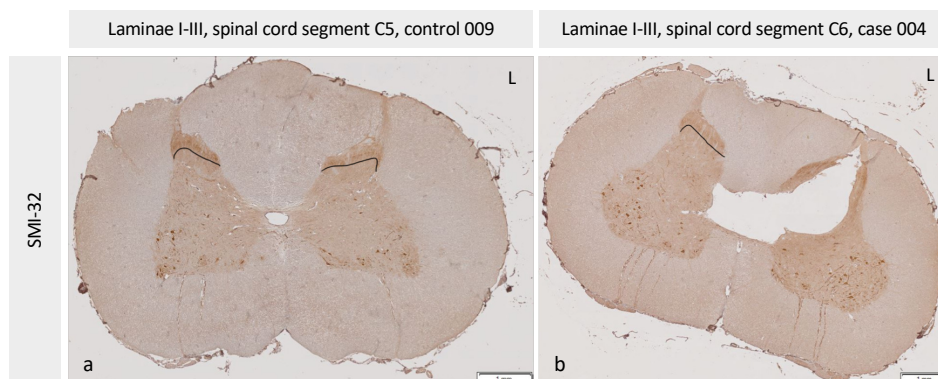 Laminae I-III, spinal cord segment C5, control 009
Laminae I-III, spinal cord segment C6, case 004
SMI-32
L
L
a
b